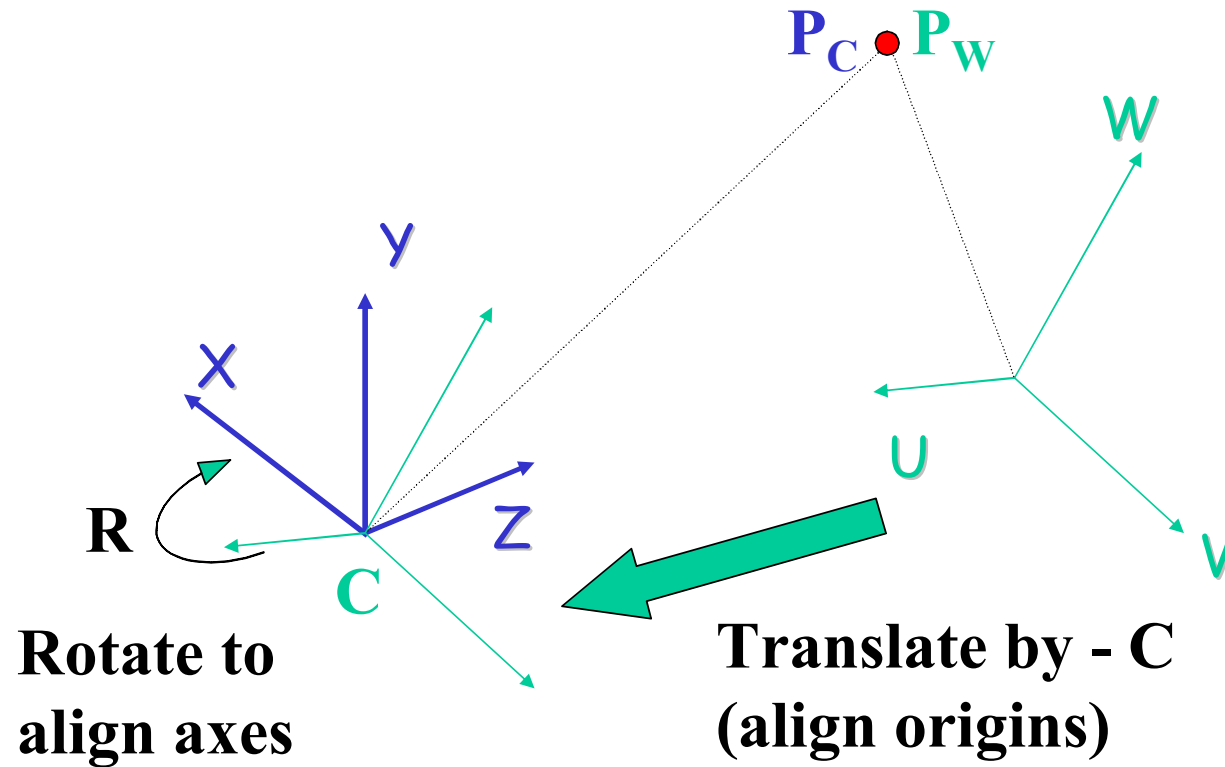 P_C P_W
W
y
X
U
R
Z
V
C
Rotate to
align axes
Translate by - C
(align origins)